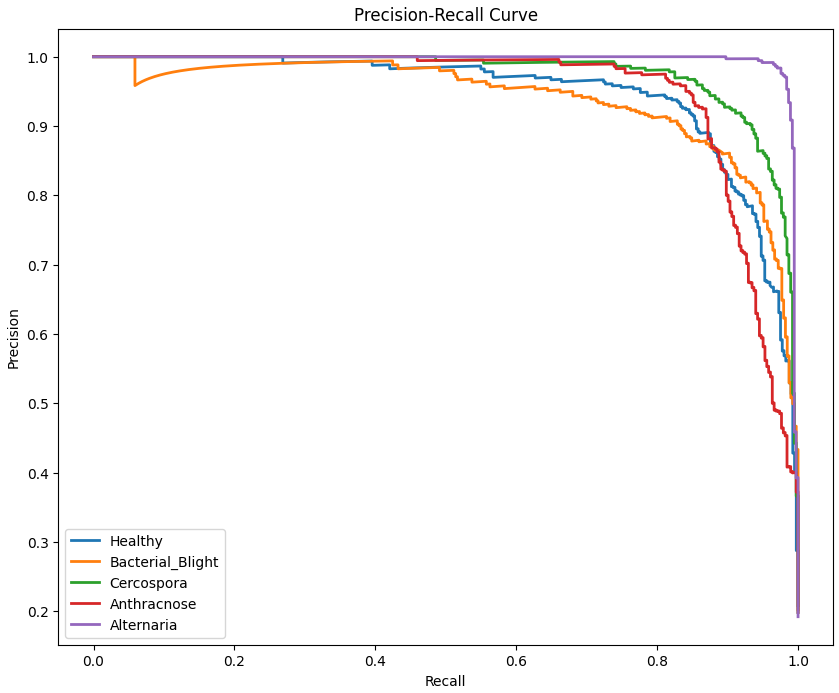 Precision-Recall Curve
1.0
0.9
0.8
0.7
0.6
0.5
0.4
0.3
0.2
Precision
Healthy
Bacterial_Blight
Cercospora
Anthracnose
Alternaria
0.0 0.2 0.4 0.6 0.8 1.0
Recall